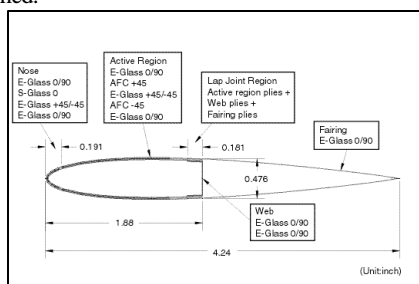 Nose
E-Glass 0/90
S-Glass 0
E-Glass +45/-45
E-Glass 0/90
Active Region
E-Glass 0/90
AFC +45
E-Glass +45/-45
AFC -45
E-Glass 0/90
Lap Joint Region
Active region plies +
Web plies +
Fairing plies
Fairing
E-Glass 0/90
0.191
0.181
0.476
1.88
Web
E-Glass 0/90
E-Glass 0/90
4.24
(Unit:inch)